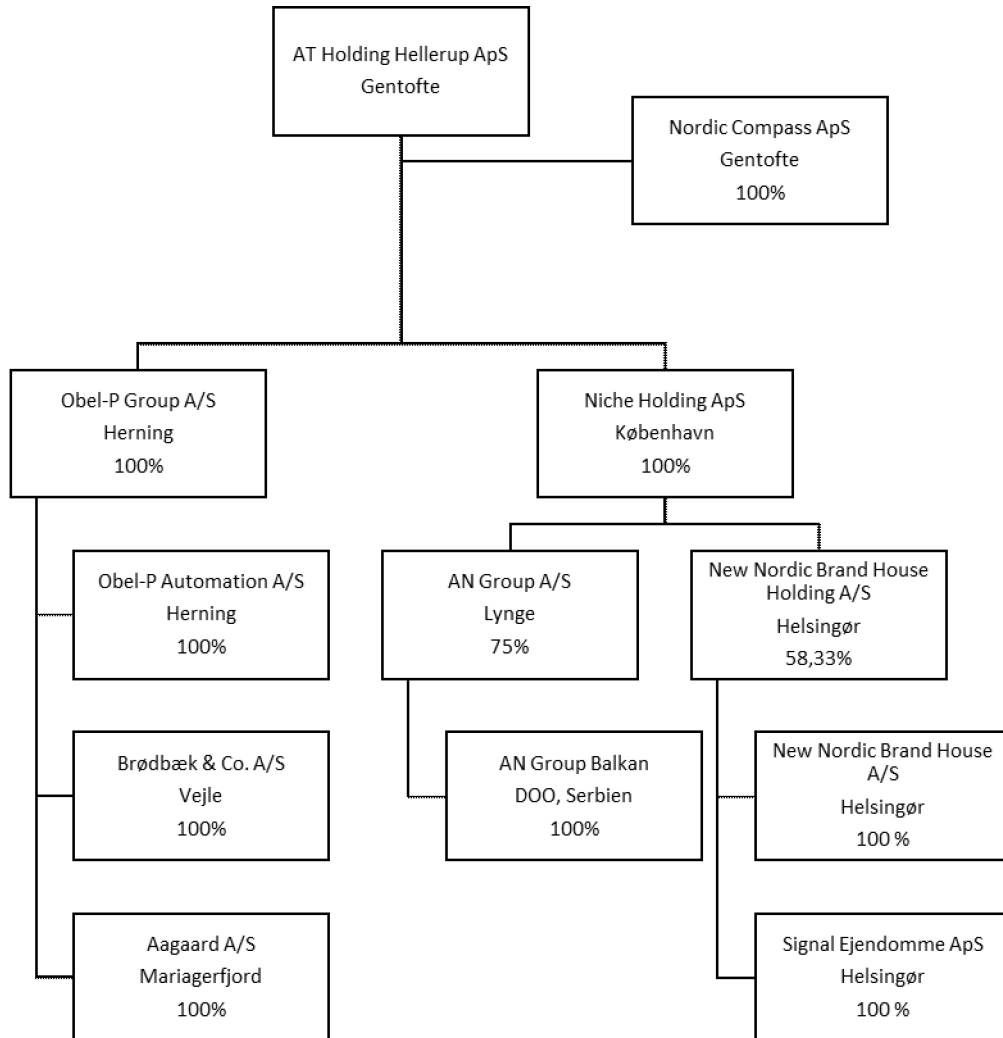 AT Holding Hellerup ApS
Gentofte
Nordic Compass ApS
Gentofte
100%
Obel-P Group A/S
Herning
100%
Niche Holding ApS
København
100%
Obel-P Automation A/S
Herning
100%
AN Group A/S
Lynge
75%
New Nordic Brand House
Holding A/S
Helsingør
58,33%
Brødbæk & Co. A/S
Vejle
100%
AN Group Balkan
DOO, Serbien
100%
New Nordic Brand House
A/S
Helsingør
100 %
Aagaard A/S
Mariagerfjord
100%
Signal Ejendomme ApS
Helsingør
100 %